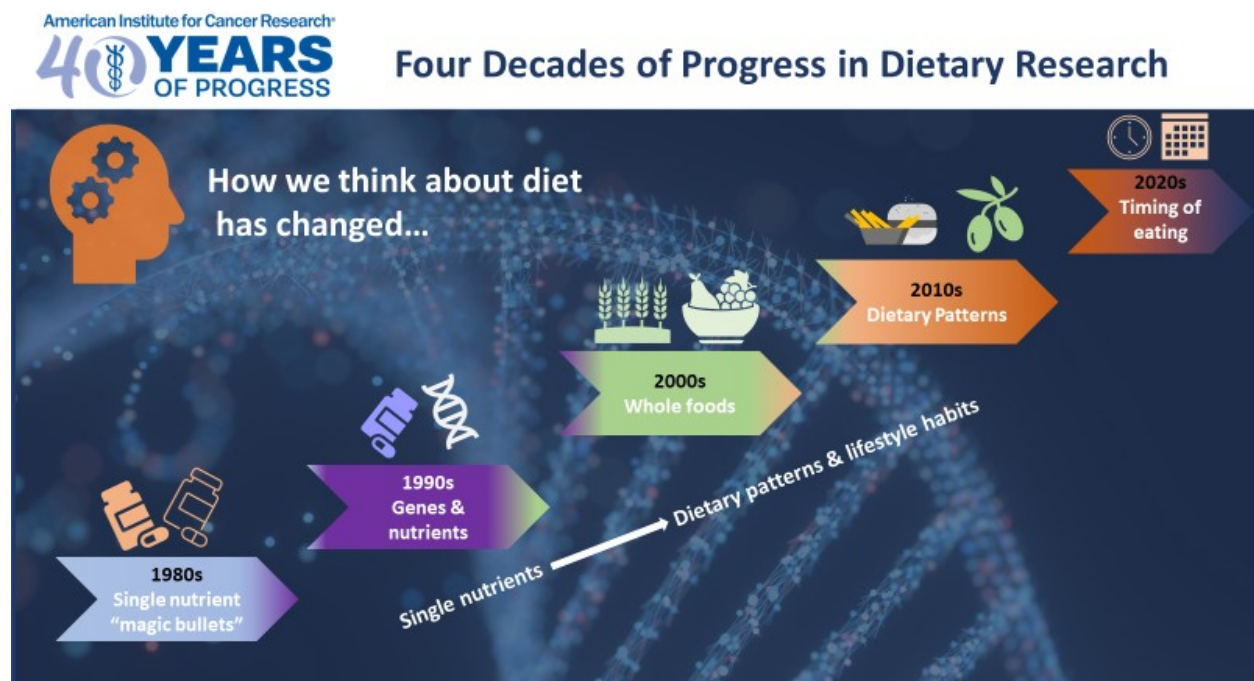 American Institute for Cancer Research®
40 YEARS
OF PROGRESS
Four Decades of Progress in Dietary Research
How we think about diet
has changed...
2020s
Timing of
eating
2010s
Dietary Patterns
2000s
Whole foods
1990s
Genes &
nutrients
1980s
Single nutrient
“magic bullets”
Single nutrients
Dietary patterns & lifestyle habits